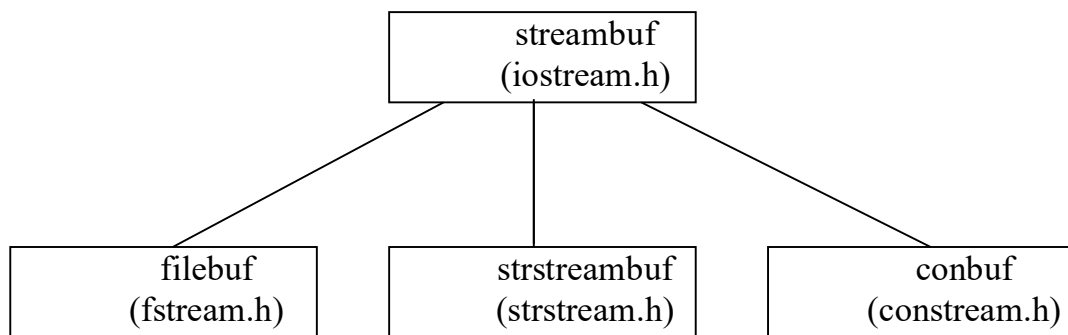 streambuf
(iostream.h)
filebuf
(fstream.h)
strstreambuf
(strstream.h)
conbuf
(constream.h)